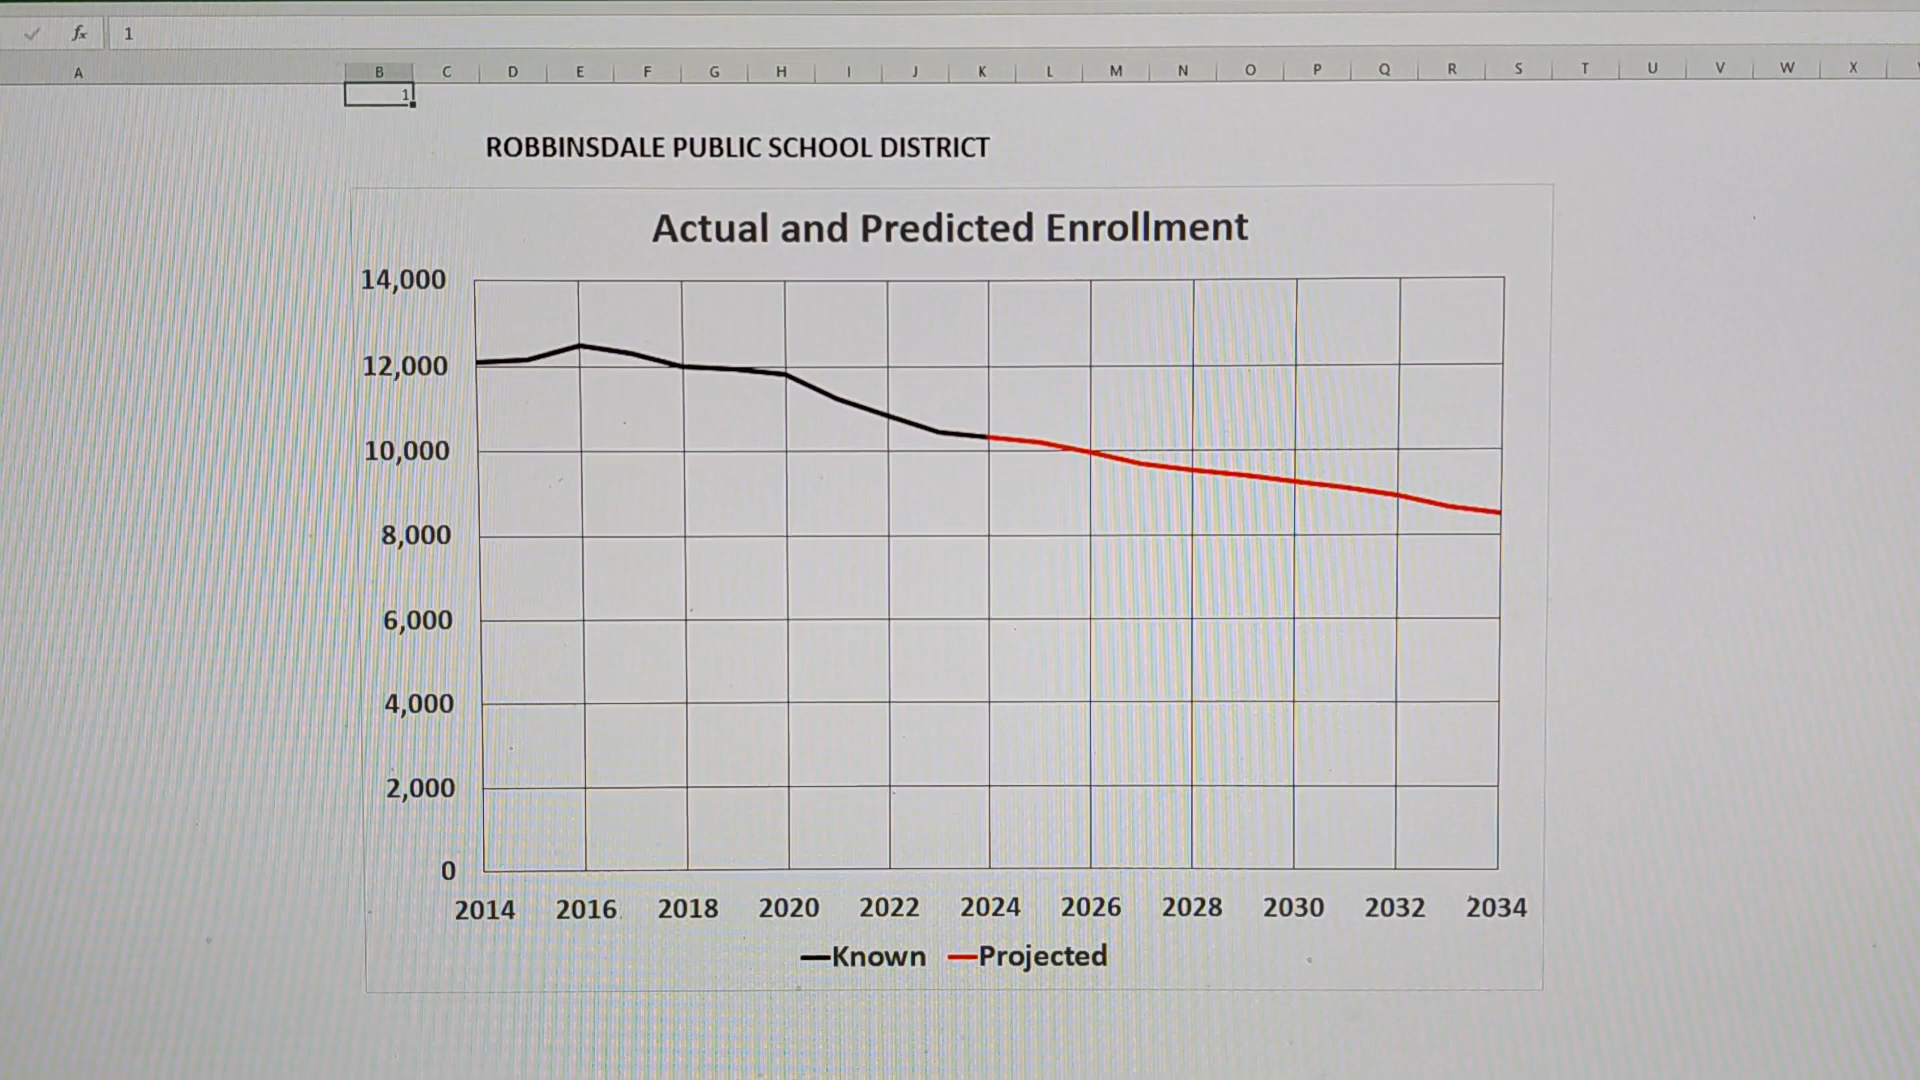 fx 1
A B C D E F G H I J K L M N O P Q R S T U V W X
1
ROBBINSDALE PUBLIC SCHOOL DISTRICT
Actual and Predicted Enrollment
14,000
12,000
10,000
8,000
6,000
4,000
2,000
0
2014 2016 2018 2020 2022 2024 2026 2028 2030 2032 2034
Known Projected